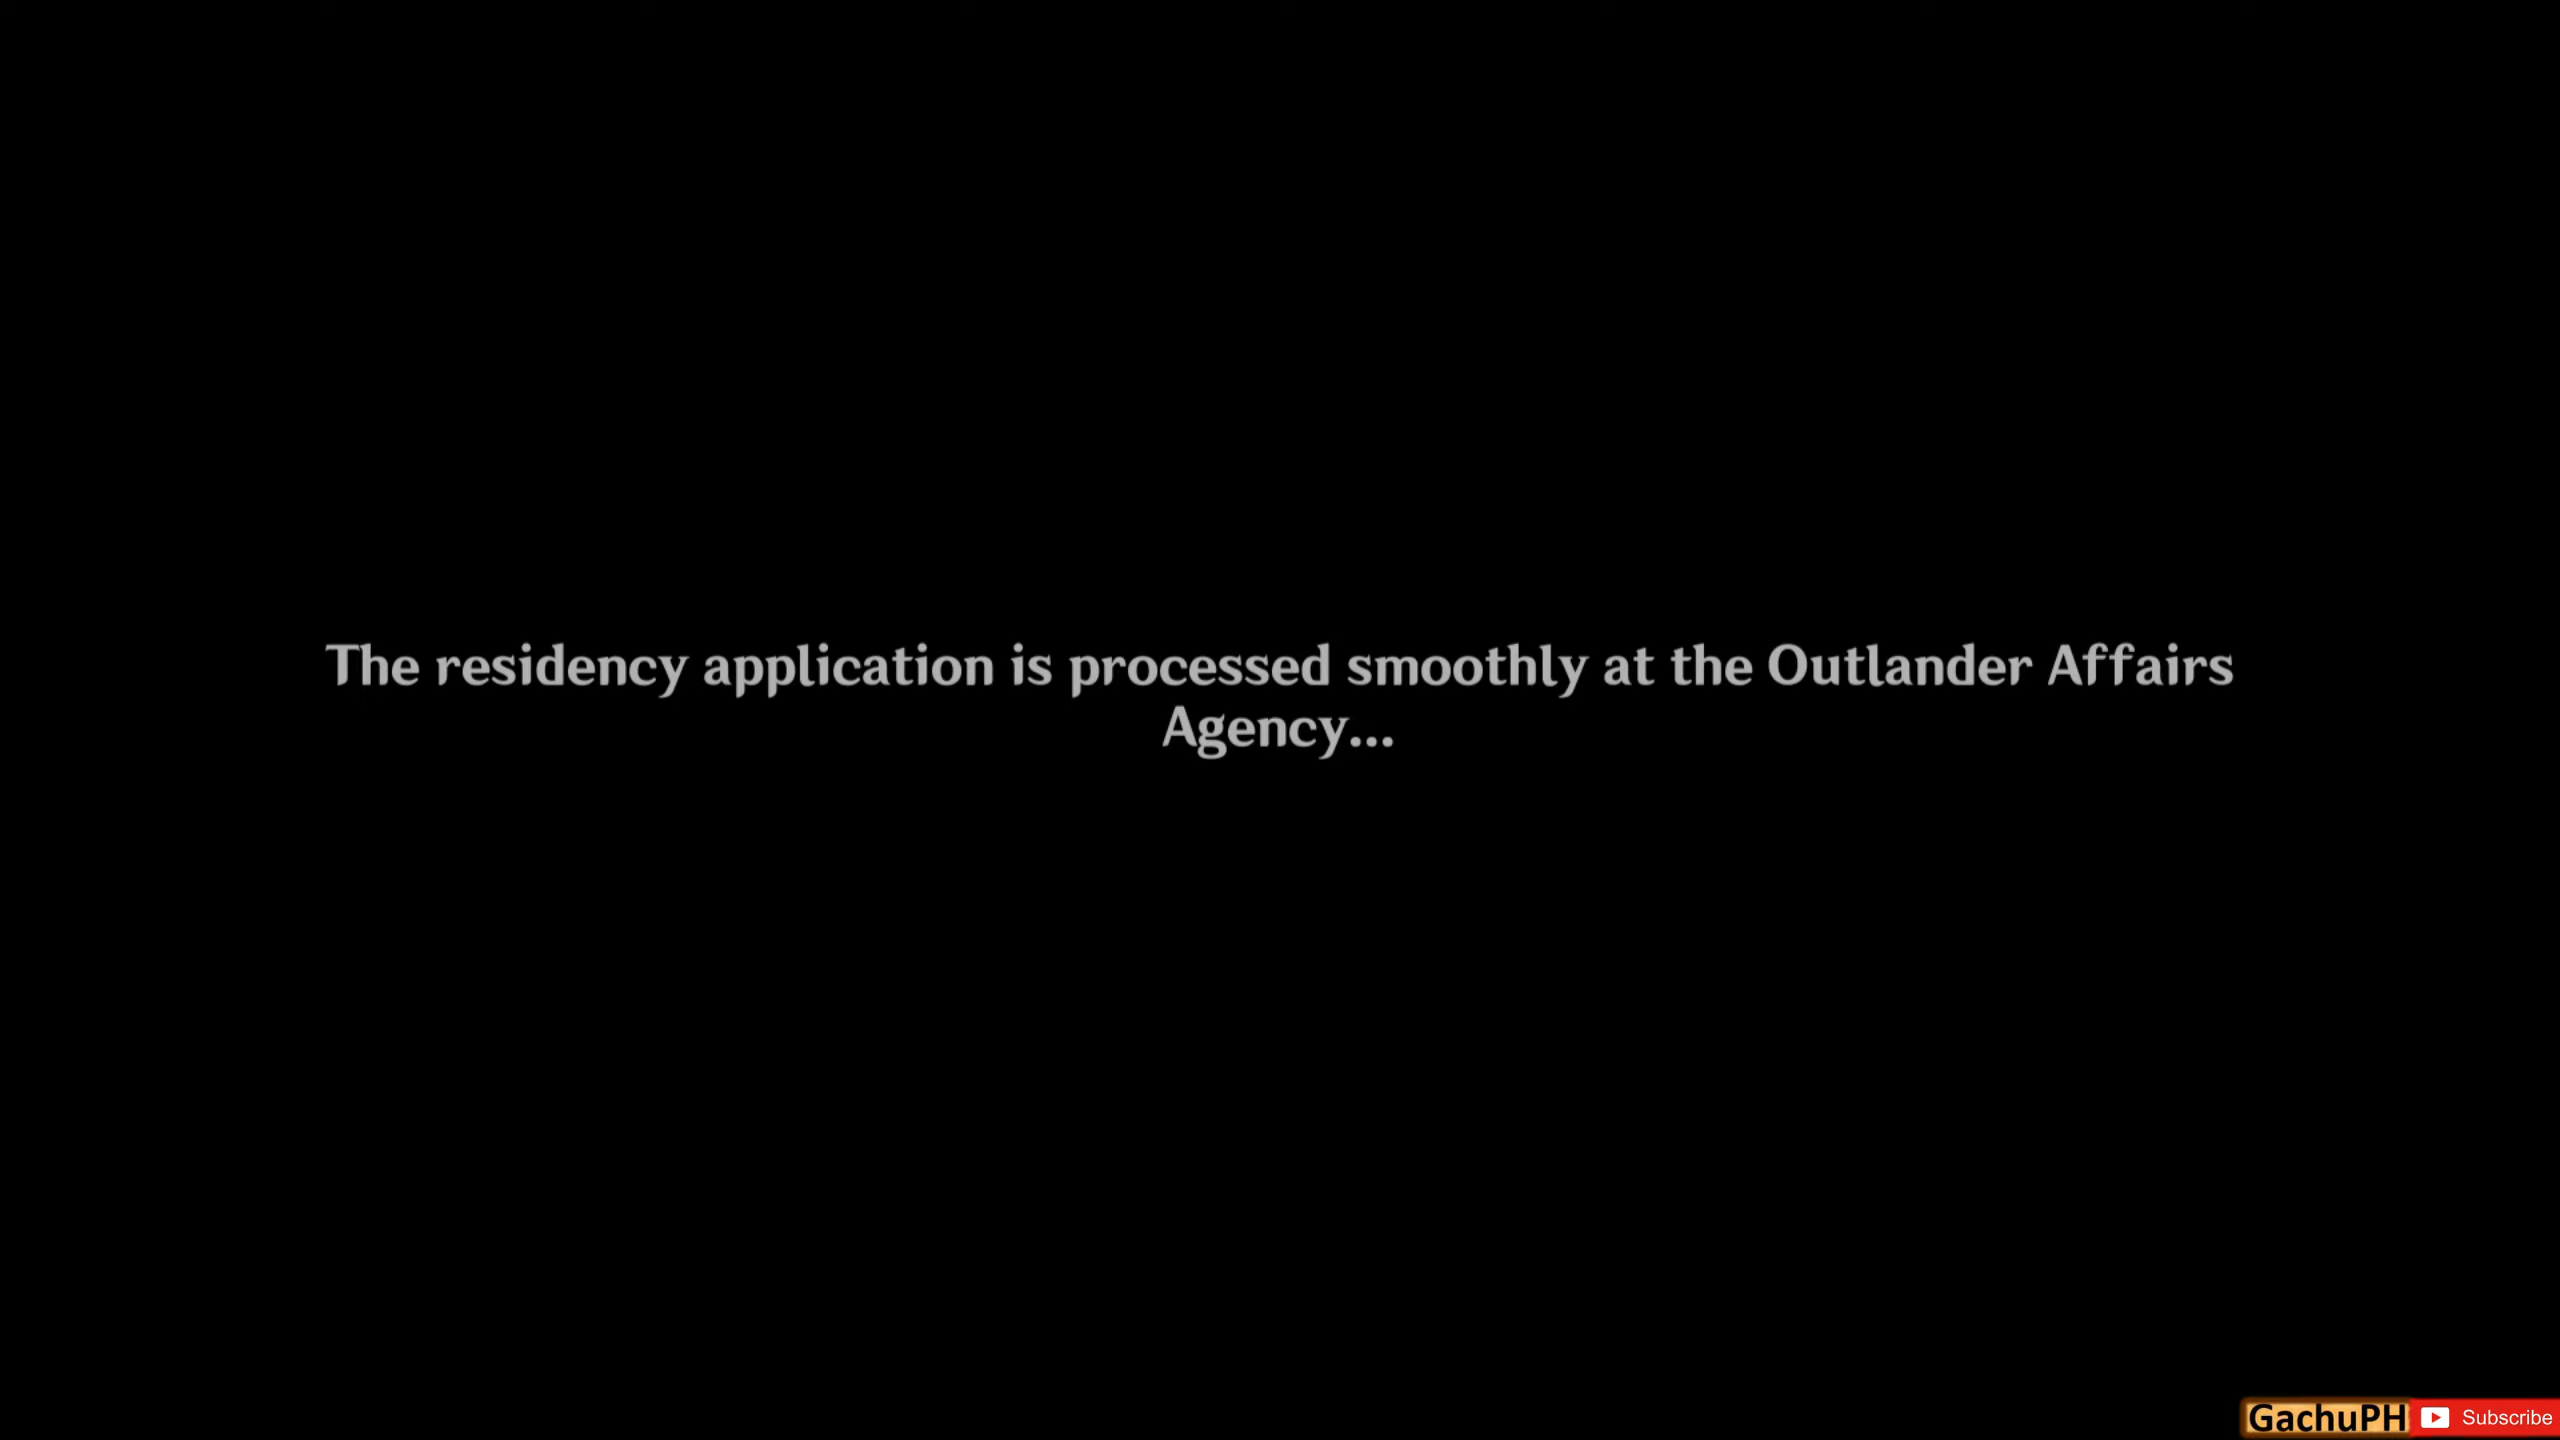 The residency application is processed smoothly at the Outlander Affairs
Agency...
GachuPH Subscribe